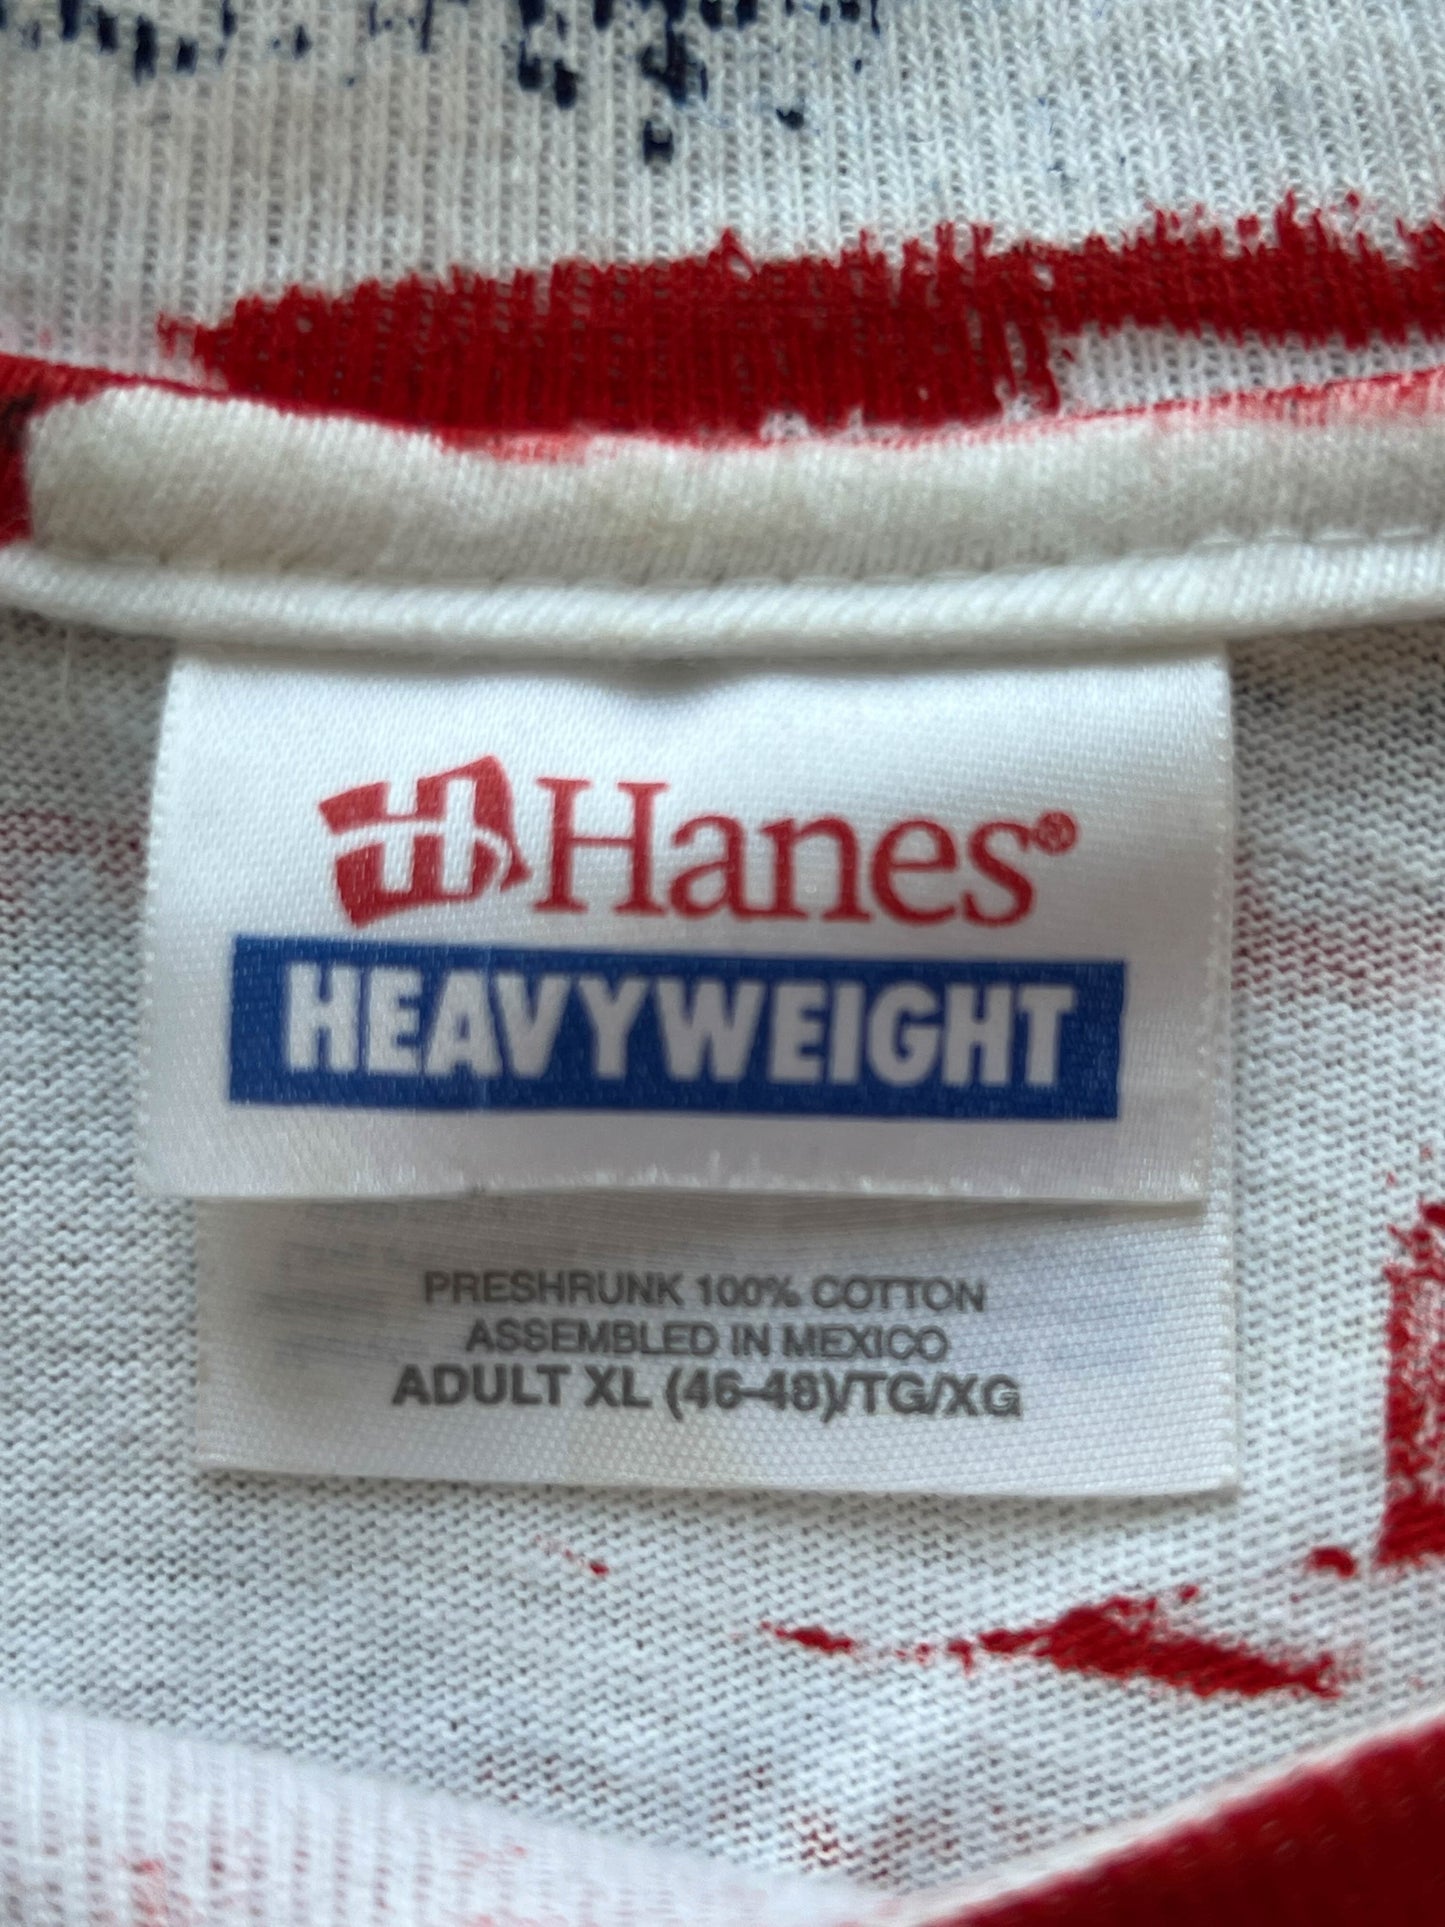 Hanes®
HEAVYWEIGHT
PRESHRUNK 100% COTTON
ASSEMBLED IN MEXICO
ADULT XL (46-48)/TG/XG